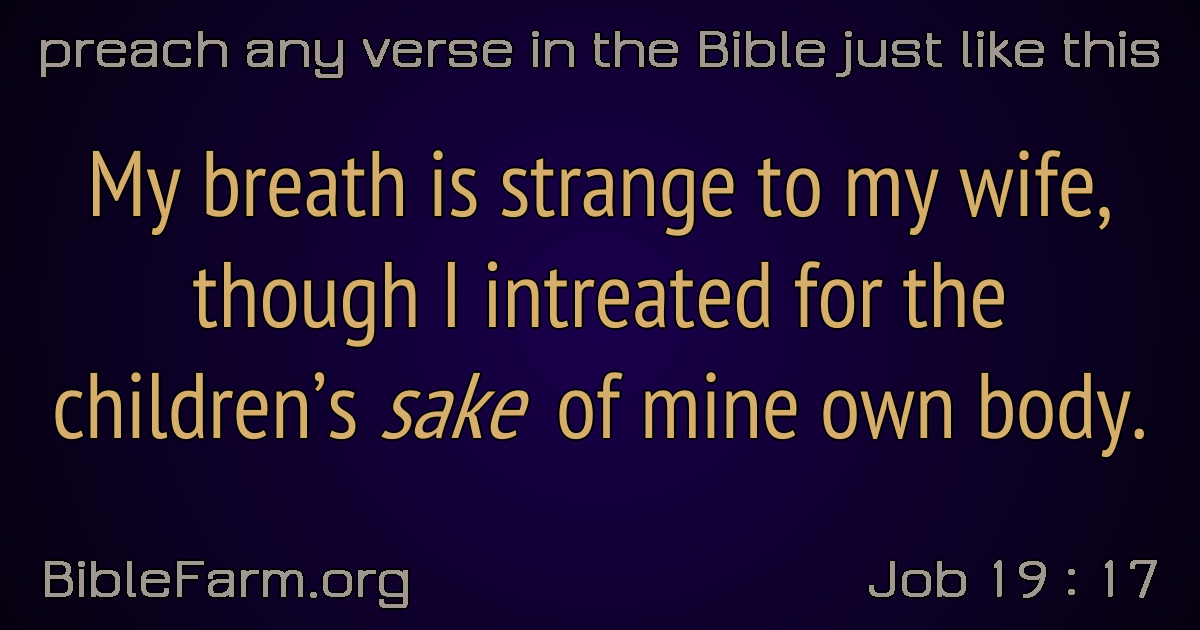 preach any verse in the Bible just like this
My breath is strange to my wife,
though I intreated for the
children’s sake of mine own body.
BibleFarm.org
Job 19 : 17